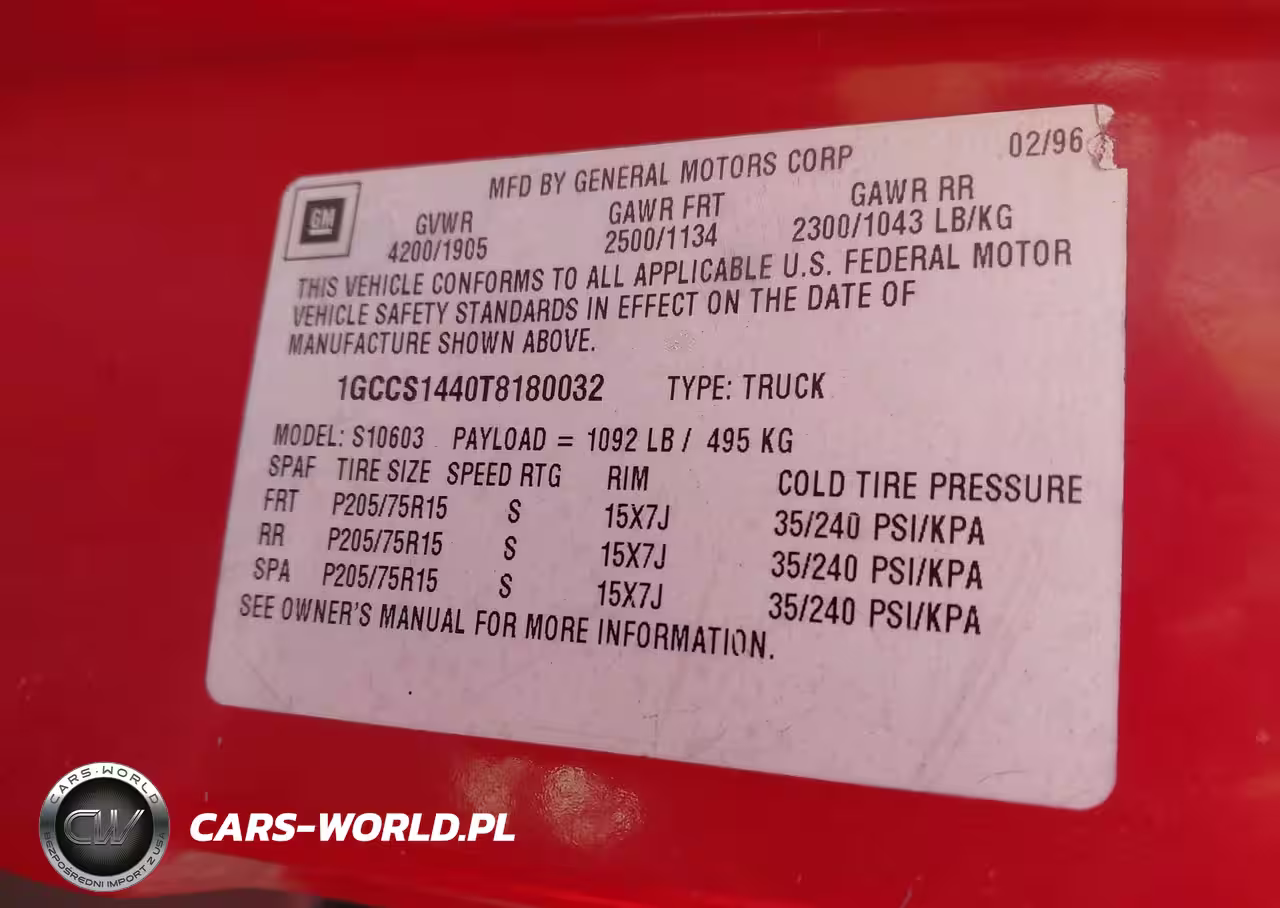 MFD BY GENERAL MOTORS CORP 02/96
GM
GVWR GAWR FRT GAWR RR
4200/1905 2500/1134 2300/1043 LB/KG
THIS VEHICLE CONFORMS TO ALL APPLICABLE U.S. FEDERAL MOTOR
VEHICLE SAFETY STANDARDS IN EFFECT ON THE DATE OF
MANUFACTURE SHOWN ABOVE.
1GCCS1440T8180032 TYPE: TRUCK
MODEL: S10603 PAYLOAD = 1092 LB / 495 KG
SPAF TIRE SIZE SPEED RTG RIM COLD TIRE PRESSURE
FRT P205/75R15 S 15X7J 35/240 PSI/KPA
RR P205/75R15 S 15X7J 35/240 PSI/KPA
SPA P205/75R15 S 15X7J 35/240 PSI/KPA
SEE OWNER'S MANUAL FOR MORE INFORMATION.
CARS-WORLD
CW
BEZPOŚREDNI IMPORT Z USA
CARS-WORLD.PL